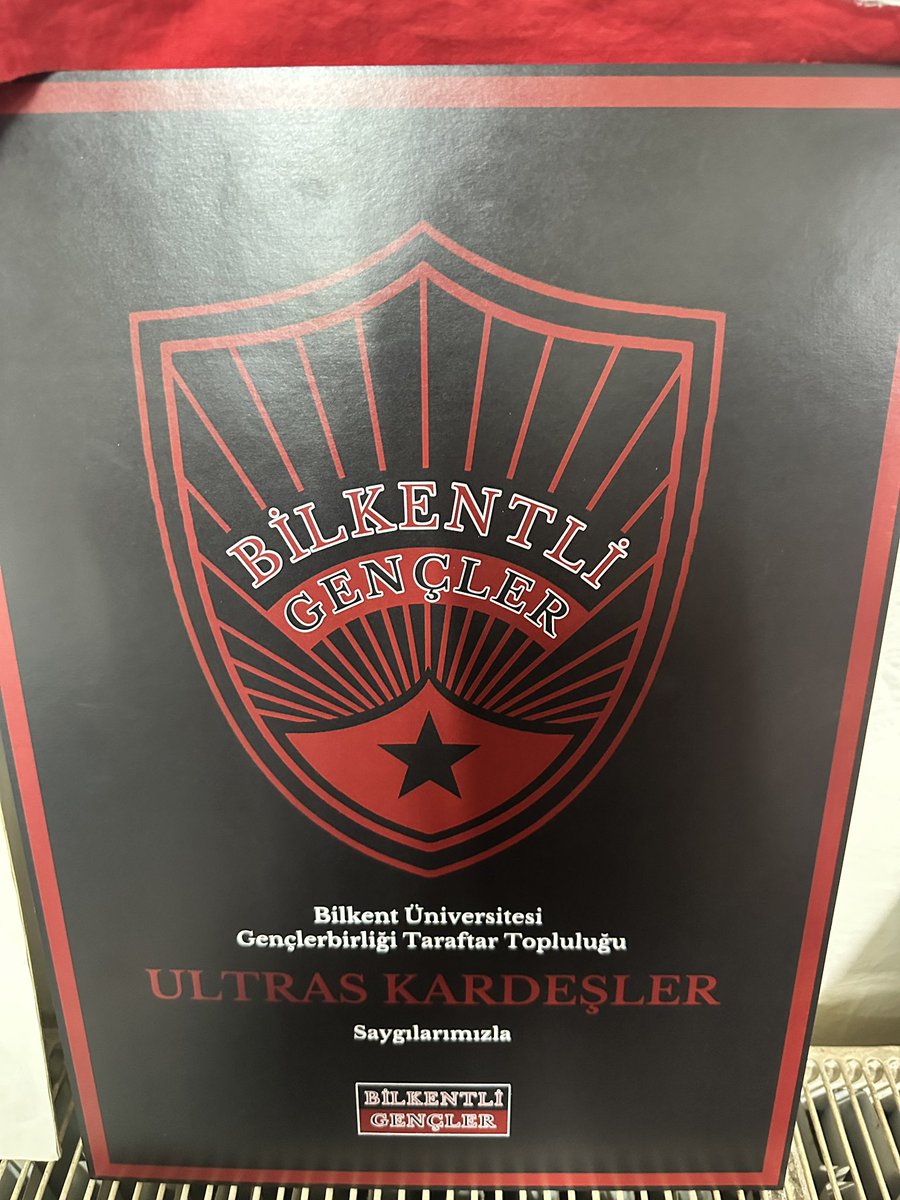 BİLKENTLİ
GENÇLER
Bilkent Üniversitesi
Gençlerbirliği Taraftar Topluluğu
ULTRAS KARDEŞLER
Saygılarımızla
BİLKENTLİ
GENÇLER